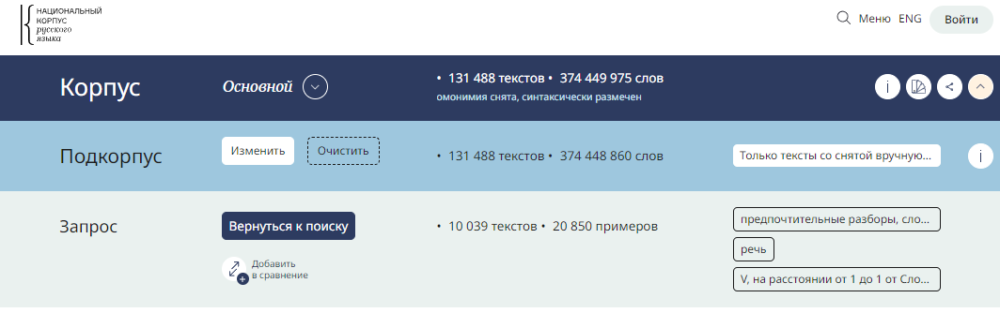 НАЦИОНАЛЬНЫЙ
КОРПУС
русского
языка
Меню ENG Войти
Корпус Основной • 131 488 текстов • 374 449 975 слов
омонимия снята, синтаксически размечен
Подкорпус Изменить Очистить • 131 488 текстов • 374 448 860 слов Только тексты со снятой вручную...
Запрос Вернуться к поиску • 10 039 текстов • 20 850 примеров предпочтительные разборы, сло...
речь
Добавить
в сравнение
V, на расстоянии от 1 до 1 от Сло...